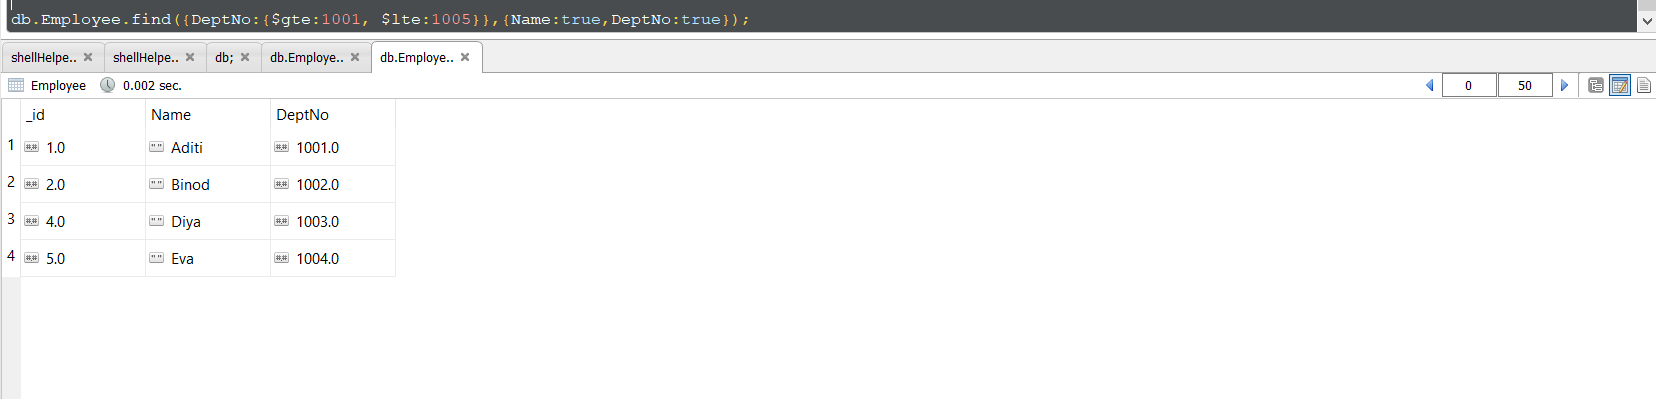 db.Employee.find({DeptNo:{$gte:1001, $lte:1005}},{Name:true,DeptNo:true});
shellHelpe.. shellHelpe.. db; db.Employe.. db.Employe..
Employee 0.002 sec. 0 50
_id Name DeptNo
1 1.0 Aditi 1001.0
2 2.0 Binod 1002.0
3 4.0 Diya 1003.0
4 5.0 Eva 1004.0